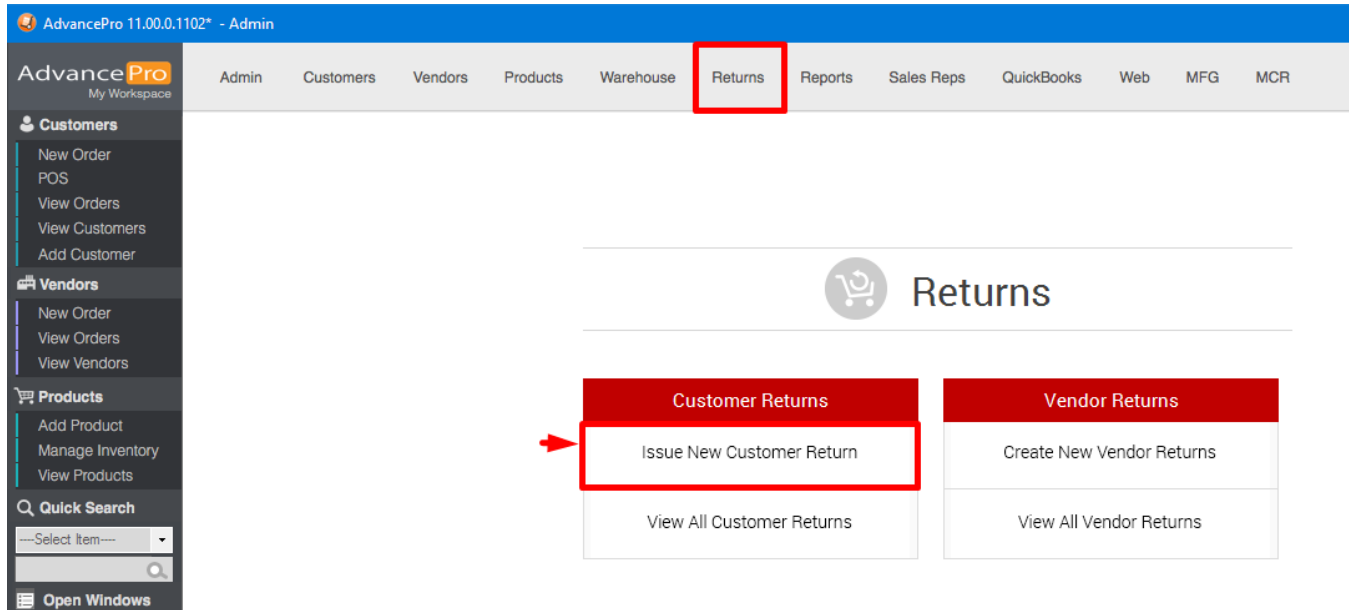 AdvancePro 11.00.0.1102* - Admin
AdvancePro
My Workspace
Admin Customers Vendors Products Warehouse Returns Reports Sales Reps QuickBooks Web MFG MCR
Customers
New Order
POS
View Orders
View Customers
Add Customer
Vendors
New Order
View Orders
View Vendors
Products
Add Product
Manage Inventory
View Products
Quick Search
----Select Item----
Open Windows
Returns
Customer Returns
Issue New Customer Return
View All Customer Returns
Vendor Returns
Create New Vendor Returns
View All Vendor Returns